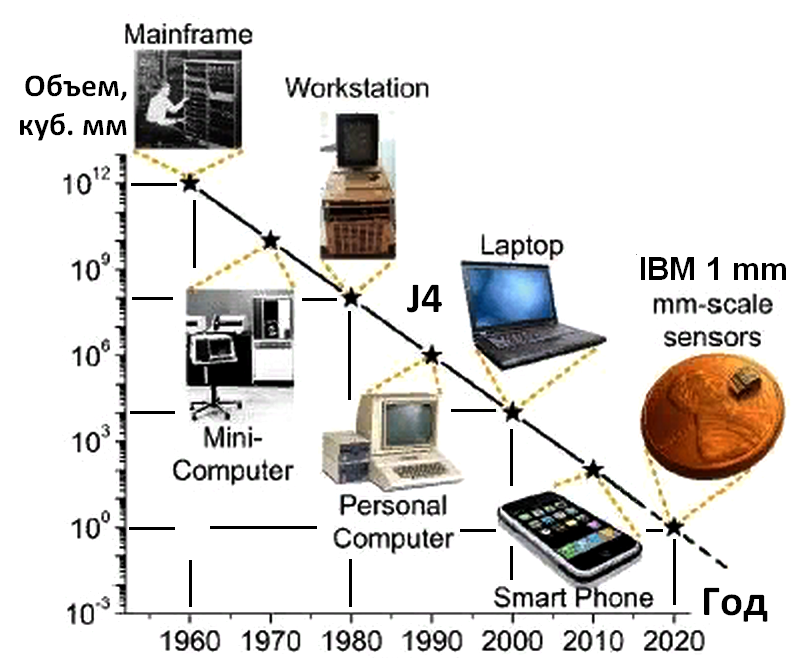 Mainframe
Объем,
куб. мм
Workstation
Laptop
IBM 1 mm
mm-scale
sensors
J4
10¹²
10⁹
10⁶
10³
10⁰
10⁻³
Mini-
Computer
Personal
Computer
Smart Phone
Год
1960 1970 1980 1990 2000 2010 2020